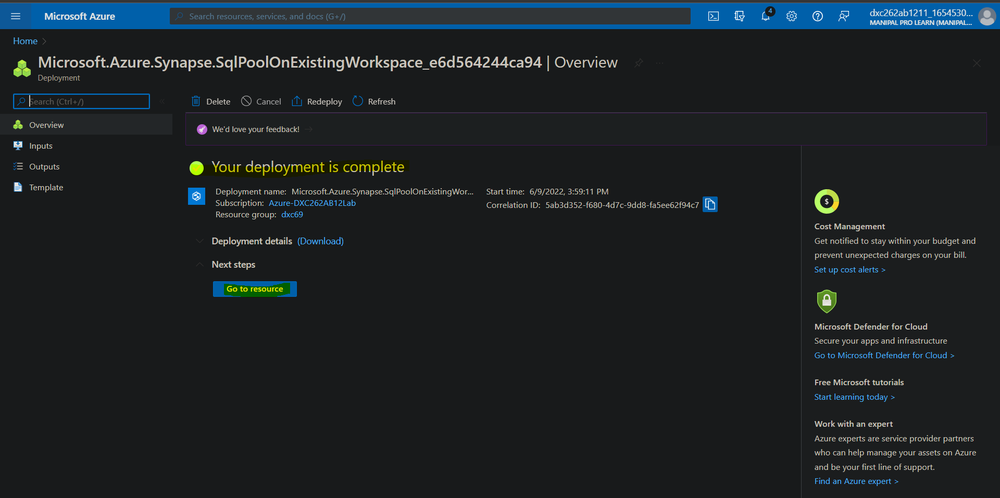 Microsoft Azure
Search resources, services, and docs (G+/)
4
dxc262ab1211_1654530...
MANIPAL PRO LEARN (MANIPAL...
Home
Microsoft.Azure.Synapse.SqlPoolOnExistingWorkspace_e6d564244ca94 | Overview
Deployment
Search (Ctrl+/)
Delete
Cancel
Redeploy
Refresh
Overview
Inputs
Outputs
Template
We'd love your feedback!
Your deployment is complete
Deployment name: Microsoft.Azure.Synapse.SqlPoolOnExistingWor...
Subscription: Azure-DXC262AB12Lab
Resource group: dxc69
Start time: 6/9/2022, 3:59:11 PM
Correlation ID: 5ab3d352-f680-4d7c-9dd8-fa5ee62f94c7
Deployment details (Download)
Next steps
Go to resource
$
Cost Management
Get notified to stay within your budget and
prevent unexpected charges on your bill.
Set up cost alerts >
Microsoft Defender for Cloud
Secure your apps and infrastructure
Go to Microsoft Defender for Cloud >
Free Microsoft tutorials
Start learning today >
Work with an expert
Azure experts are service provider partners
who can help manage your assets on Azure
and be your first line of support.
Find an Azure expert >